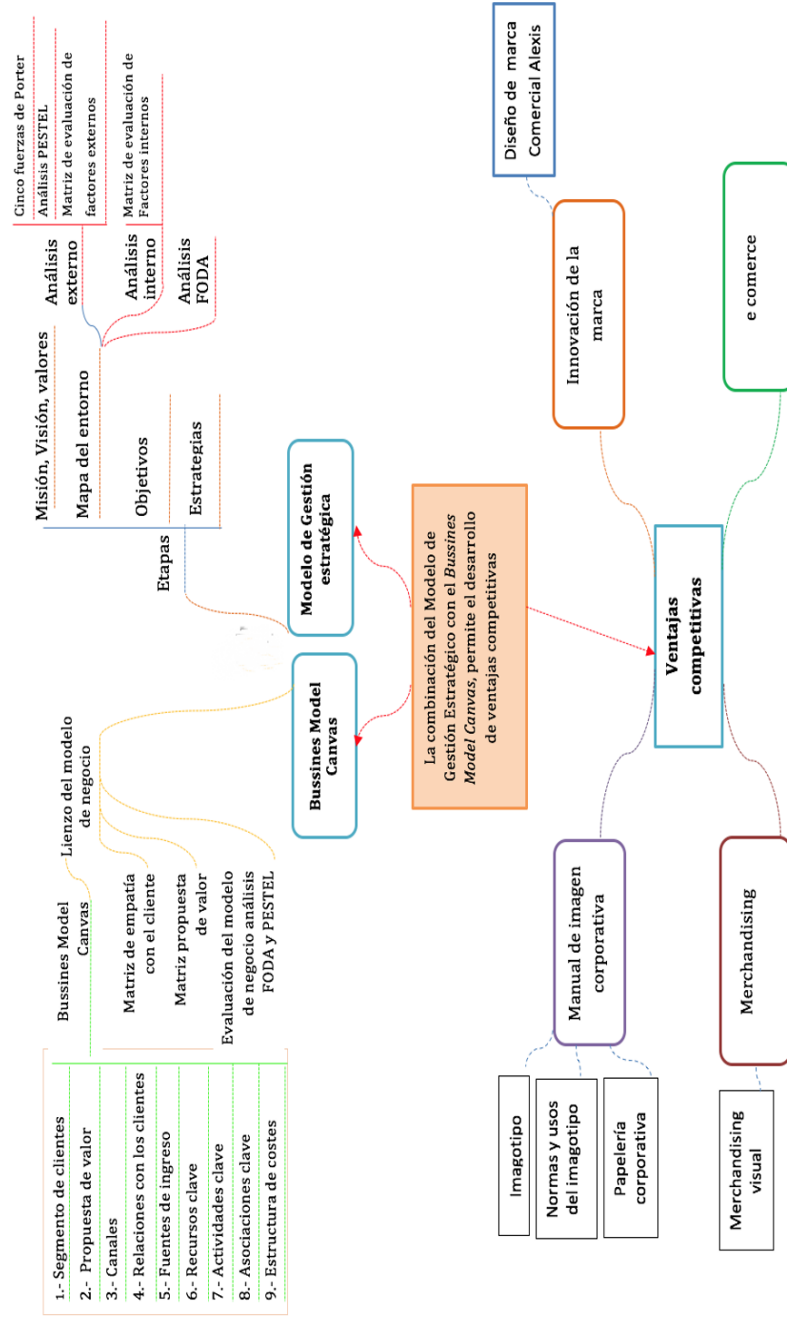 1.- Segmento de clientes
2.- Propuesta de valor
3.- Canales
4.- Relaciones con los clientes
5.- Fuentes de ingreso
6.- Recursos clave
7.- Actividades clave
8.- Asociaciones clave
9.- Estructura de costes
Bussines Model
Canvas
Lienzo del modelo
de negocio
Matriz de empatía
con el cliente
Matriz propuesta
de valor
Evaluación del modelo
de negocio análisis
FODA y PESTEL
Etapas
Misión, Visión, valores
Mapa del entorno
Objetivos
Estrategias
Análisis
externo
Cinco fuerzas de Porter
Análisis PESTEL
Matriz de evaluación de
factores externos
Análisis
interno
Matriz de evaluación de
Factores internos
Análisis
FODA
Bussines Model
Canvas
Modelo de Gestión
estratégica
La combinación del Modelo de
Gestión Estratégico con el Bussines
Model Canvas, permite el desarrollo
de ventajas competitivas
Ventajas
competitivas
Manual de imagen
corporativa
Imagotipo
Normas y usos
del imagotipo
Papelería
corporativa
Merchandising
Merchandising
visual
Innovación de la
marca
Diseño de marca
Comercial Alexis
e comerce